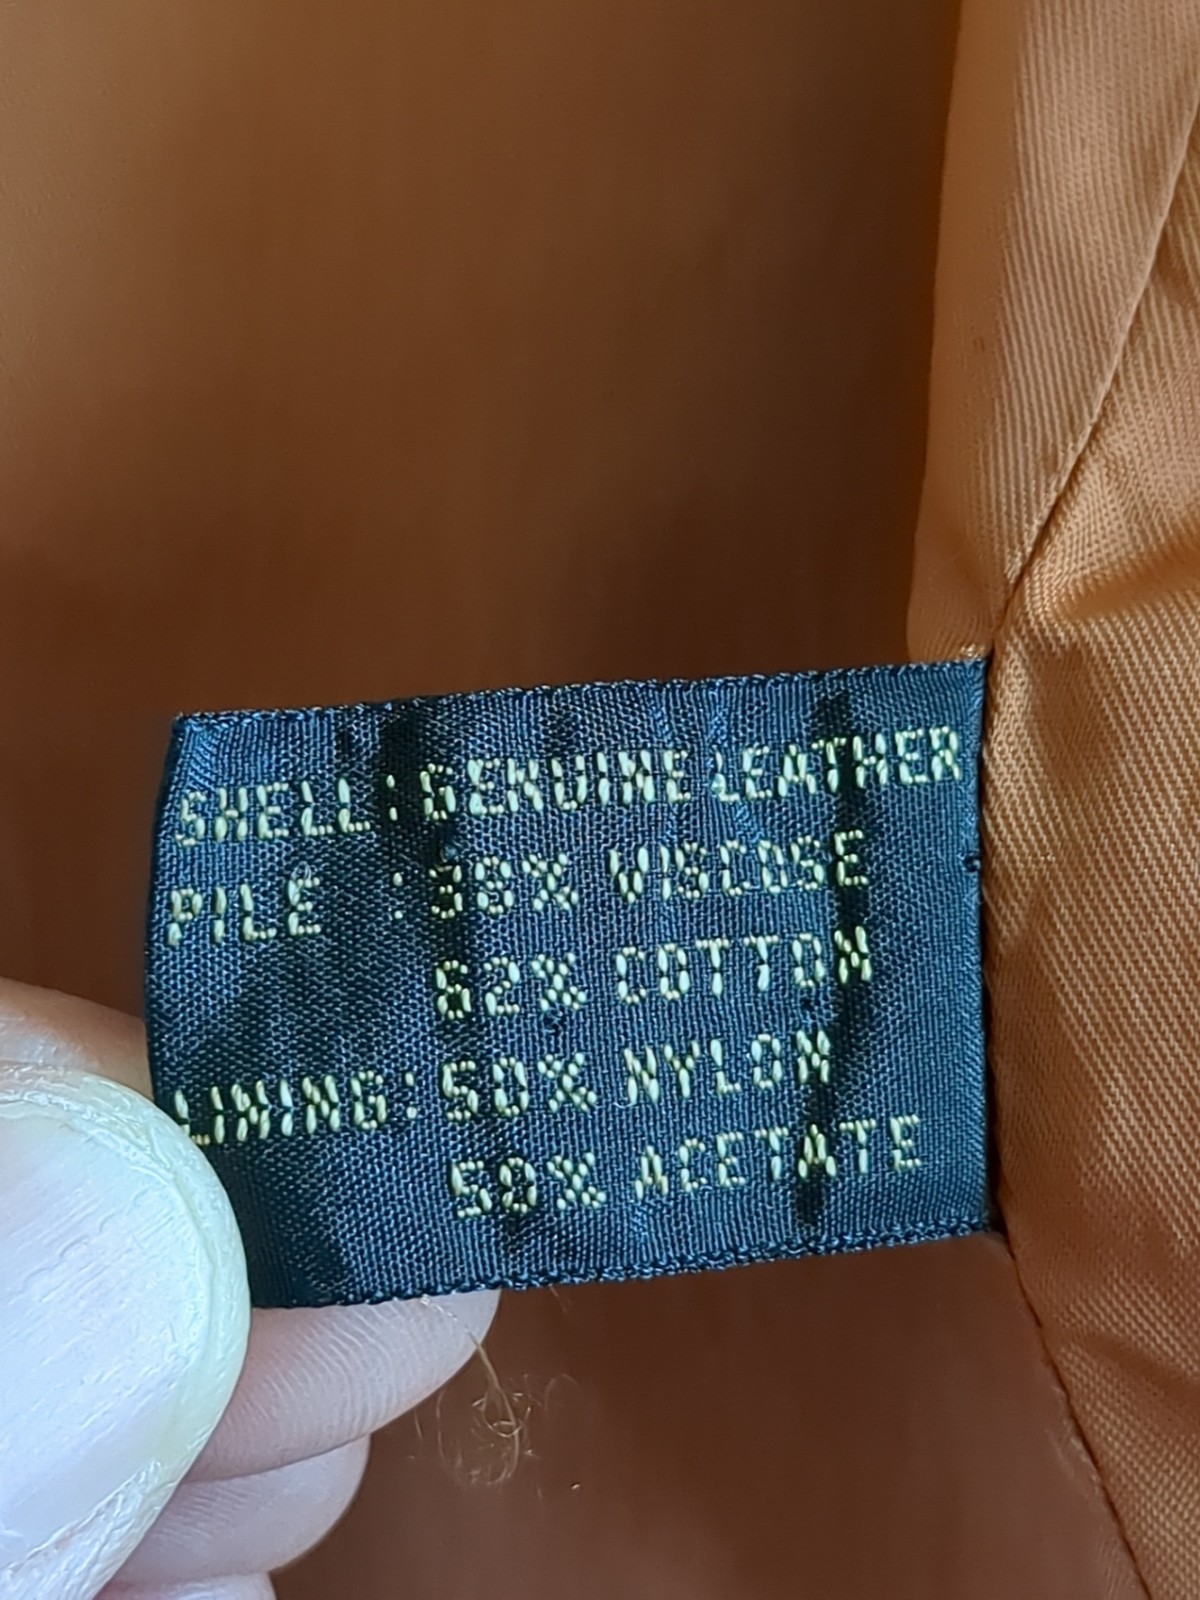 SHELL:GENUINE LEATHER
PILE :38% VISCOSE
62% COTTON
LINING:50% NYLON
50% ACETATE